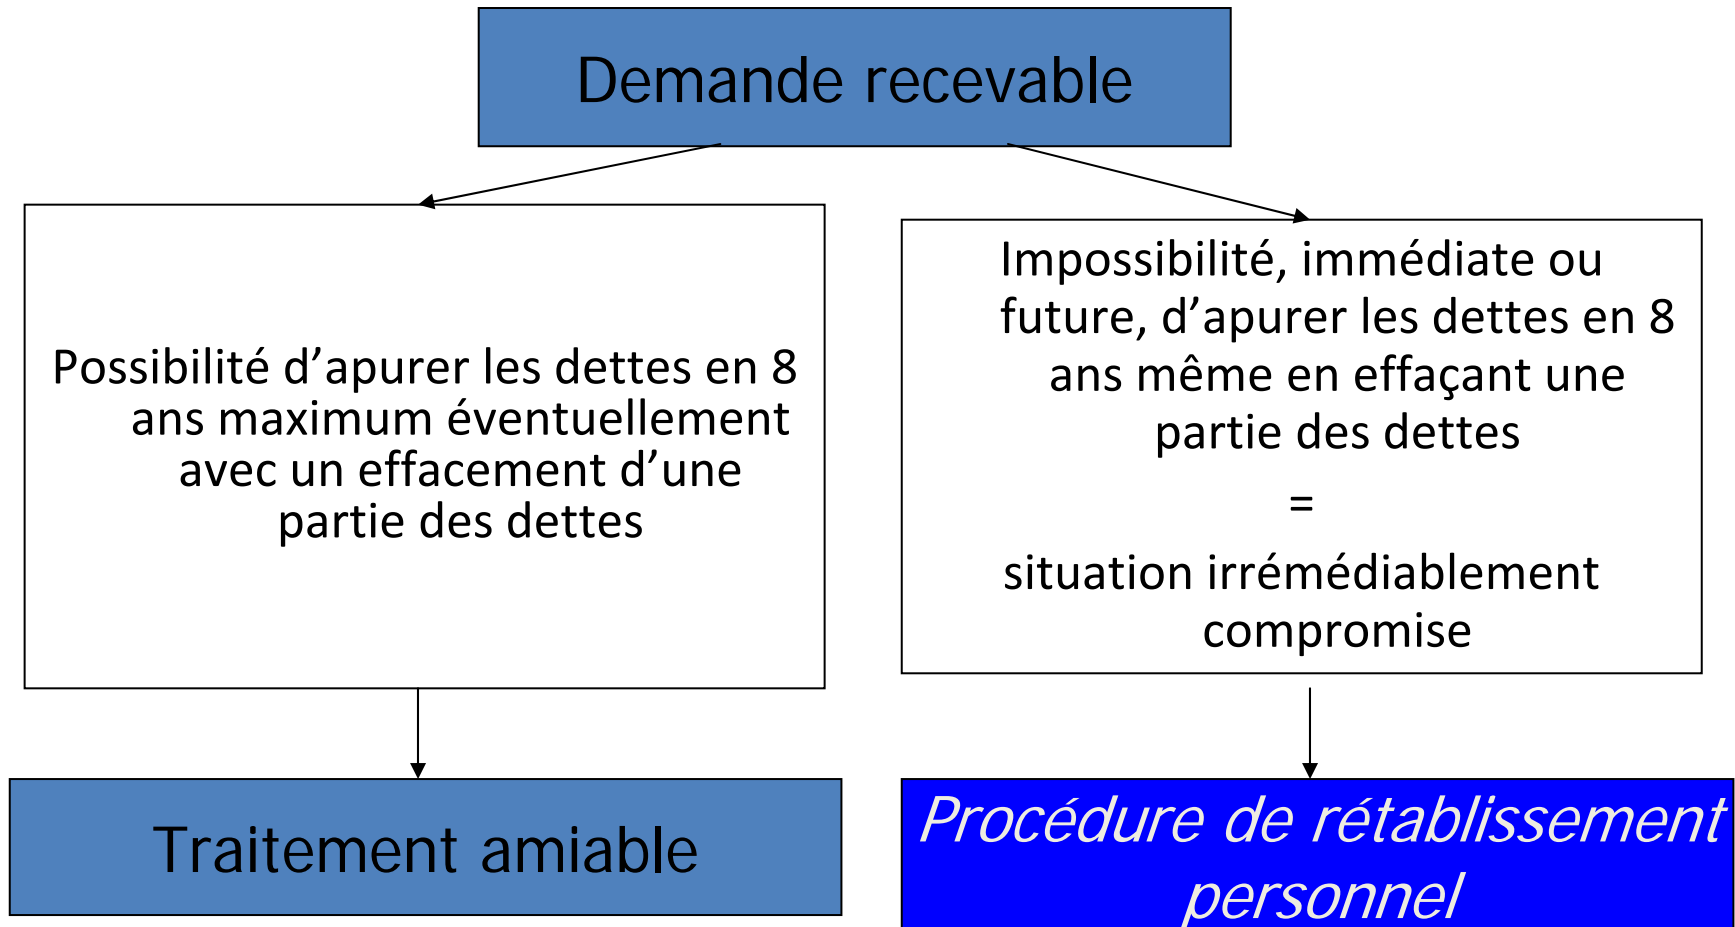 Demande recevable
Possibilité d’apurer les dettes en 8
ans maximum éventuellement
avec un effacement d’une
partie des dettes
Impossibilité, immédiate ou
future, d’apurer les dettes en 8
ans même en effaçant une
partie des dettes
=
situation irrémédiablement
compromise
Traitement amiable
Procédure de rétablissement
personnel